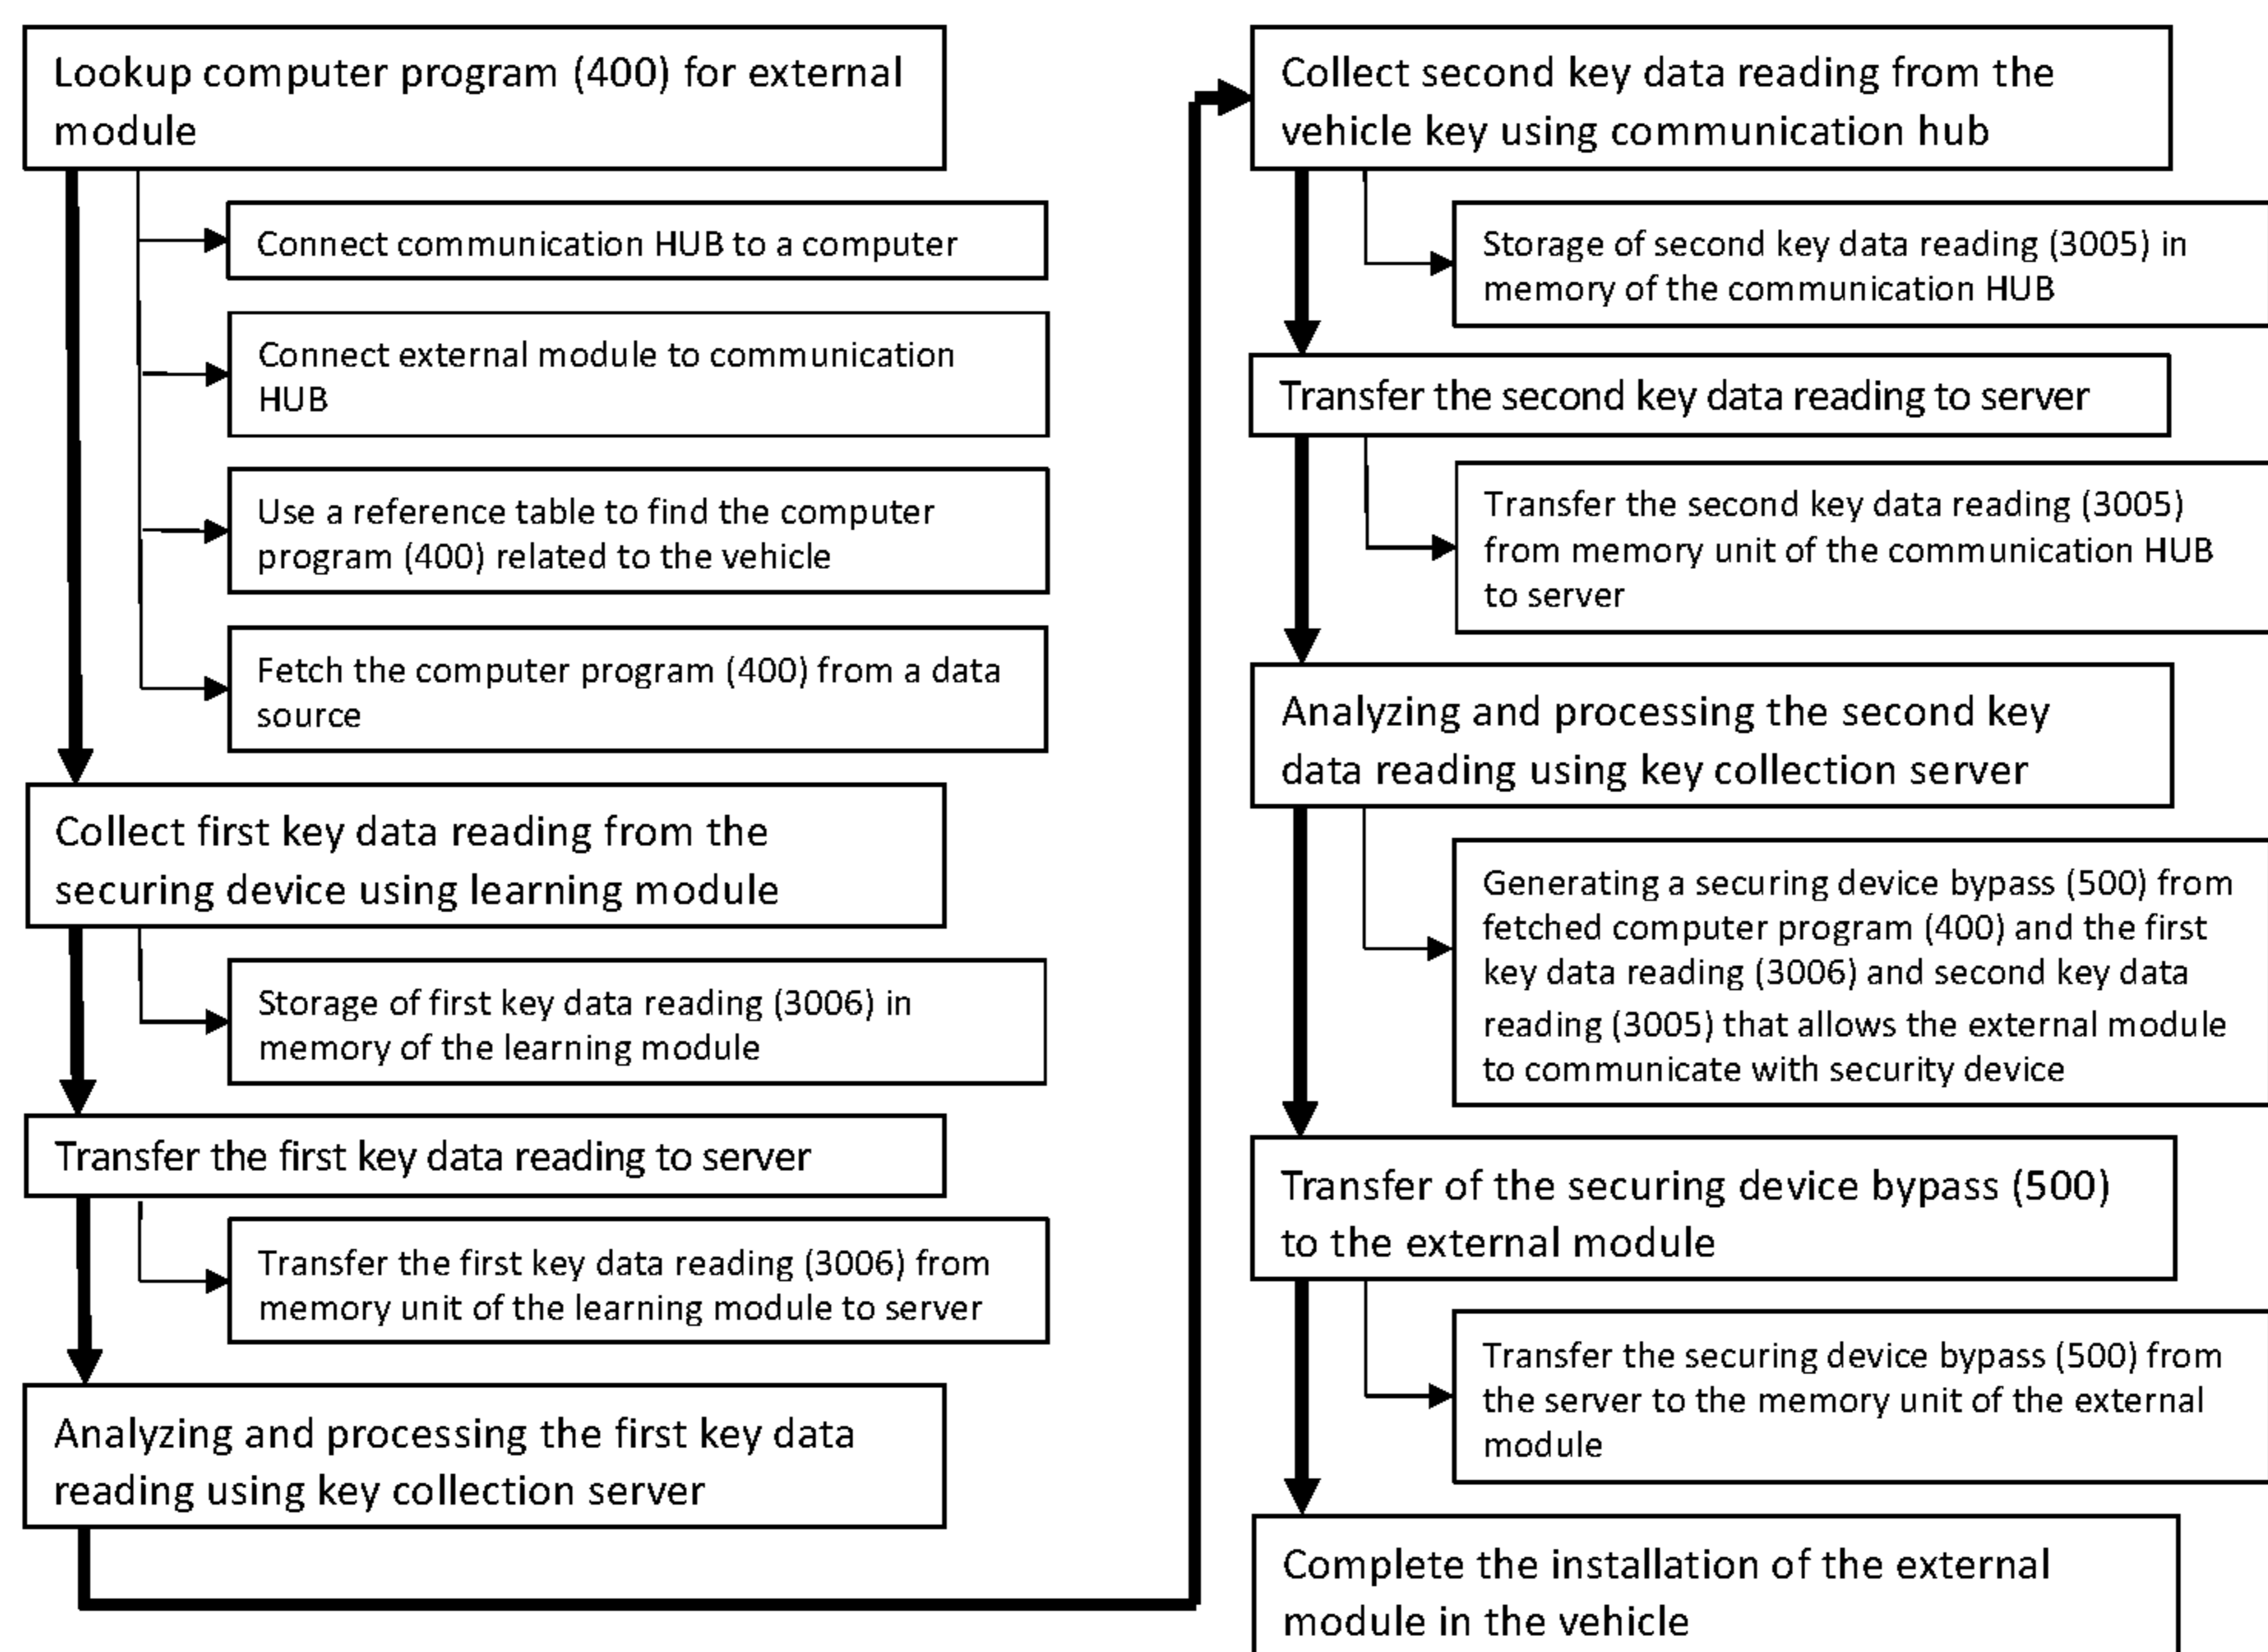 Lookup computer program (400) for external
module
Connect communication HUB to a computer
Connect external module to communication
HUB
Use a reference table to find the computer
program (400) related to the vehicle
Fetch the computer program (400) from a data
source
Collect first key data reading from the
securing device using learning module
Storage of first key data reading (3006) in
memory of the learning module
Transfer the first key data reading to server
Transfer the first key data reading (3006) from
memory unit of the learning module to server
Analyzing and processing the first key data
reading using key collection server
Collect second key data reading from the
vehicle key using communication hub
Storage of second key data reading (3005) in
memory of the communication HUB
Transfer the second key data reading to server
Transfer the second key data reading (3005)
from memory unit of the communication HUB
to server
Analyzing and processing the second key
data reading using key collection server
Generating a securing device bypass (500) from
fetched computer program (400) and the first
key data reading (3006) and second key data
reading (3005) that allows the external module
to communicate with security device
Transfer of the securing device bypass (500)
to the external module
Transfer the securing device bypass (500) from
the server to the memory unit of the external
module
Complete the installation of the external
module in the vehicle